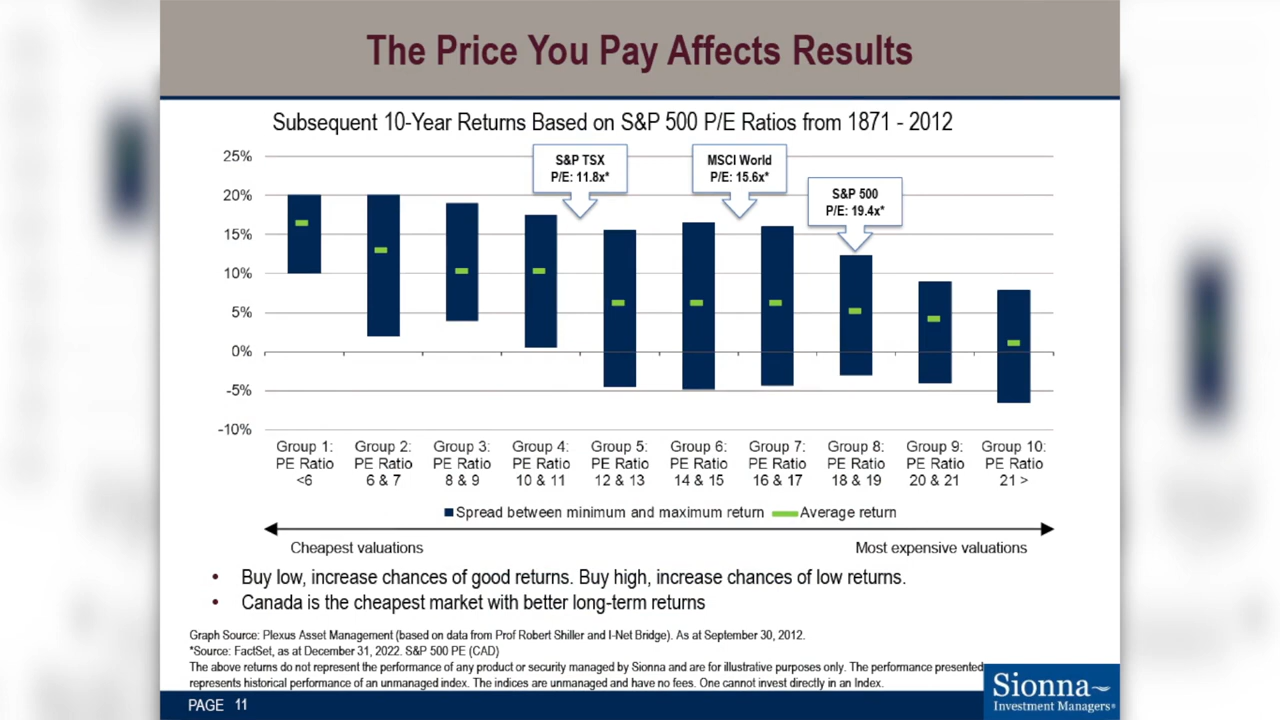 The Price You Pay Affects Results
Subsequent 10-Year Returns Based on S&P 500 P/E Ratios from 1871 - 2012
25%
20%
15%
10%
5%
0%
-5%
-10%
S&P TSX
P/E: 11.8x*
MSCI World
P/E: 15.6x*
S&P 500
P/E: 19.4x*
Group 1:
PE Ratio
<6
Group 2:
PE Ratio
6 & 7
Group 3:
PE Ratio
8 & 9
Group 4:
PE Ratio
10 & 11
Group 5:
PE Ratio
12 & 13
Group 6:
PE Ratio
14 & 15
Group 7:
PE Ratio
16 & 17
Group 8:
PE Ratio
18 & 19
Group 9:
PE Ratio
20 & 21
Group 10:
PE Ratio
21 >
Spread between minimum and maximum return Average return
Cheapest valuations Most expensive valuations
• Buy low, increase chances of good returns. Buy high, increase chances of low returns.
• Canada is the cheapest market with better long-term returns
Graph Source: Plexus Asset Management (based on data from Prof Robert Shiller and I-Net Bridge). As at September 30, 2012.
*Source: FactSet, as at December 31, 2022. S&P 500 PE (CAD)
The above returns do not represent the performance of any product or security managed by Sionna and are for illustrative purposes only. The performance presented
represents historical performance of an unmanaged index. The indices are unmanaged and have no fees. One cannot invest directly in an Index.
PAGE 11
Sionna
Investment Managers®